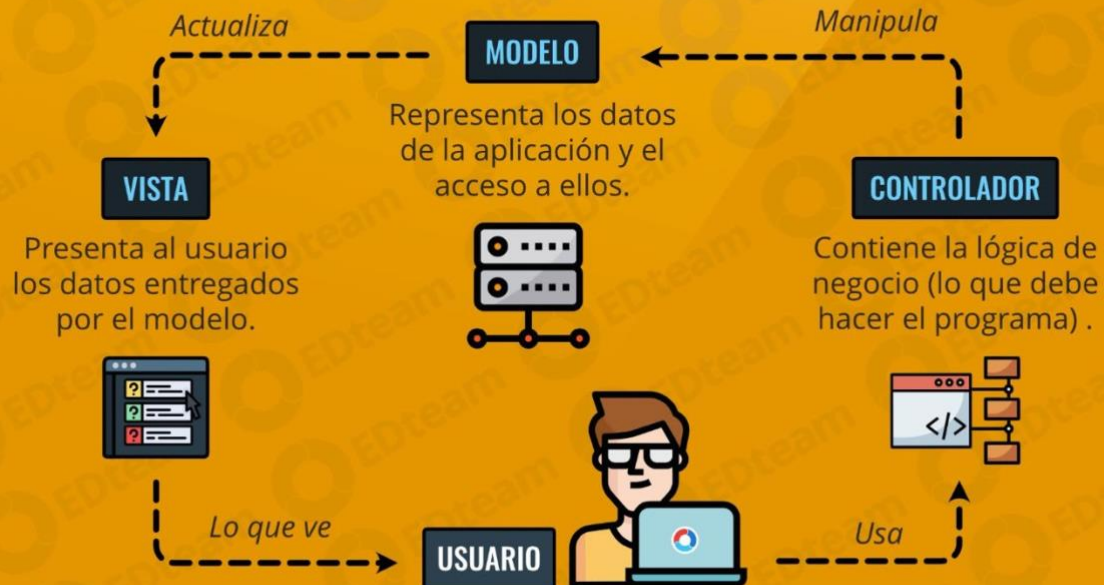 Actualiza
MODELO
Manipula
Representa los datos
de la aplicación y el
acceso a ellos.
VISTA
Presenta al usuario
los datos entregados
por el modelo.
CONTROLADOR
Contiene la lógica de
negocio (lo que debe
hacer el programa) .
Lo que ve
USUARIO
Usa
EDteam